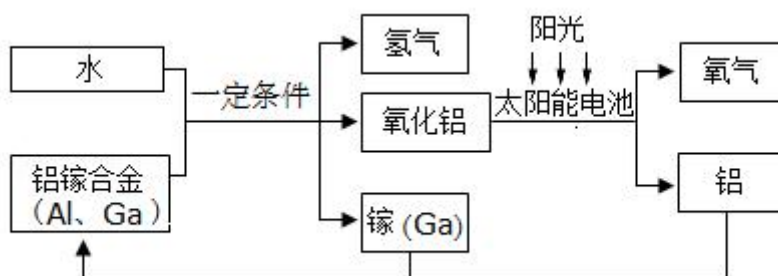 水
铝镓合金
（Al、Ga）
一定条件
氢气
氧化铝
镓(Ga)
阳光
太阳能电池
氧气
铝